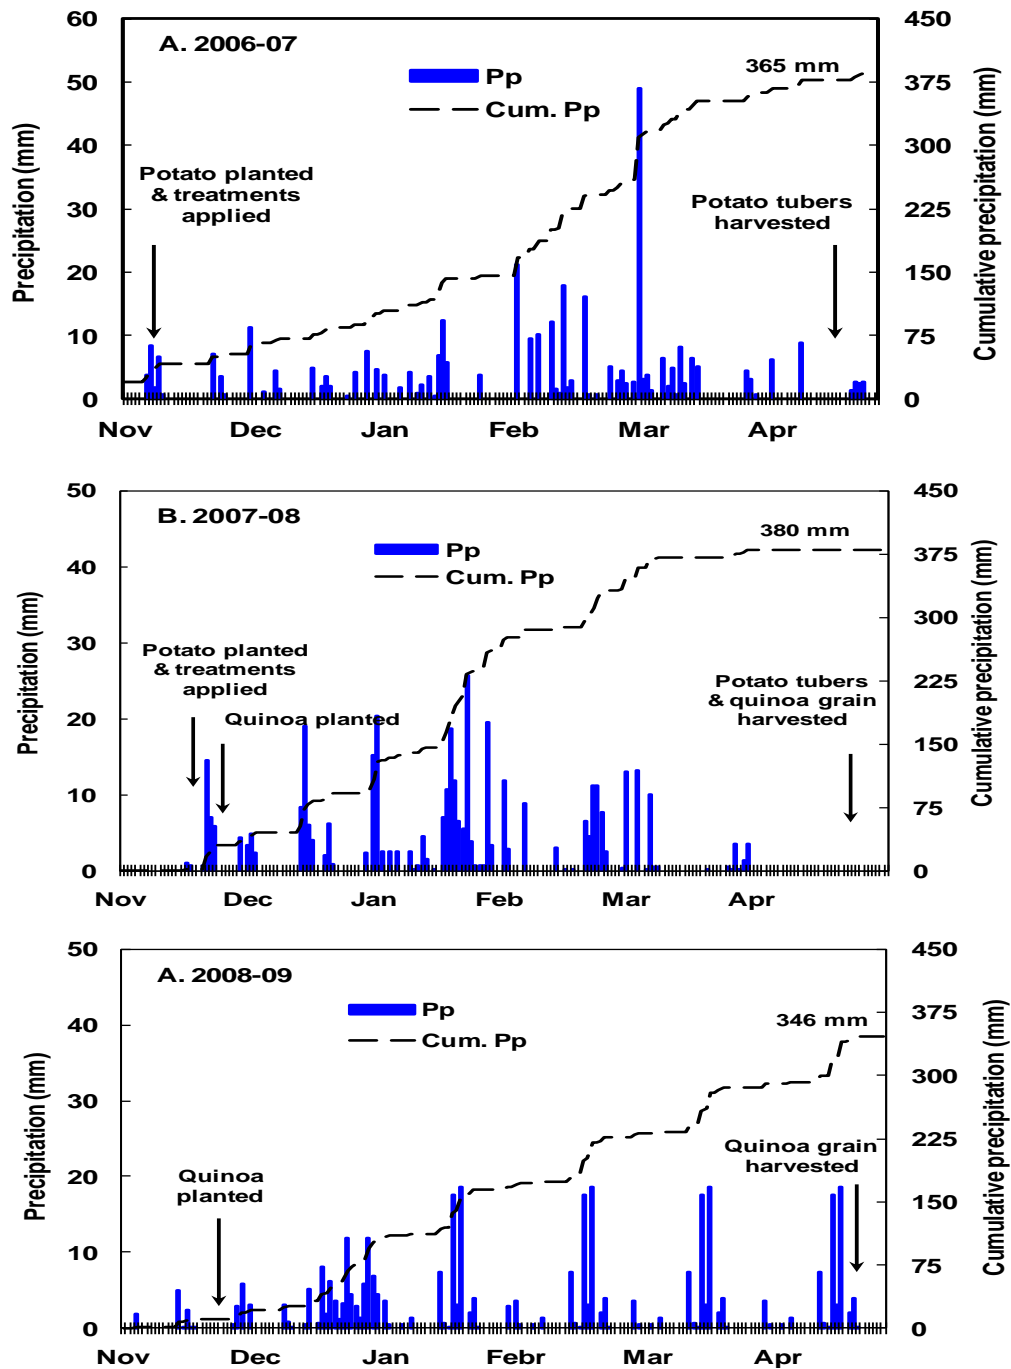 60
450
A. 2006-07
365 mm
Pp
50
375
Cum. Pp
40
300
Potato planted
& treatments
applied
Potato tubers
harvested
30
225
20
150
10
75
0
0
Precipitation (mm)
Cumulative precipitation (mm)
Nov Dec Jan Feb Mar Apr
50
450
B. 2007-08
380 mm
Pp
Cum. Pp
375
40
300
30
Potato planted
& treatments
applied
Potato tubers
& quinoa grain
harvested
225
Quinoa planted
20
150
10
75
0
0
Precipitation (mm)
Cumulative precipitation (mm)
Nov Dec Jan Feb Mar Apr
50
450
A. 2008-09
Pp
375
346 mm
Cum. Pp
40
300
30
225
Quinoa grain
harvested
Quinoa
planted
20
150
10
75
0
0
Precipitation (mm)
Cumulative precipitation (mm)
Nov Dec Jan Febr Mar Apr